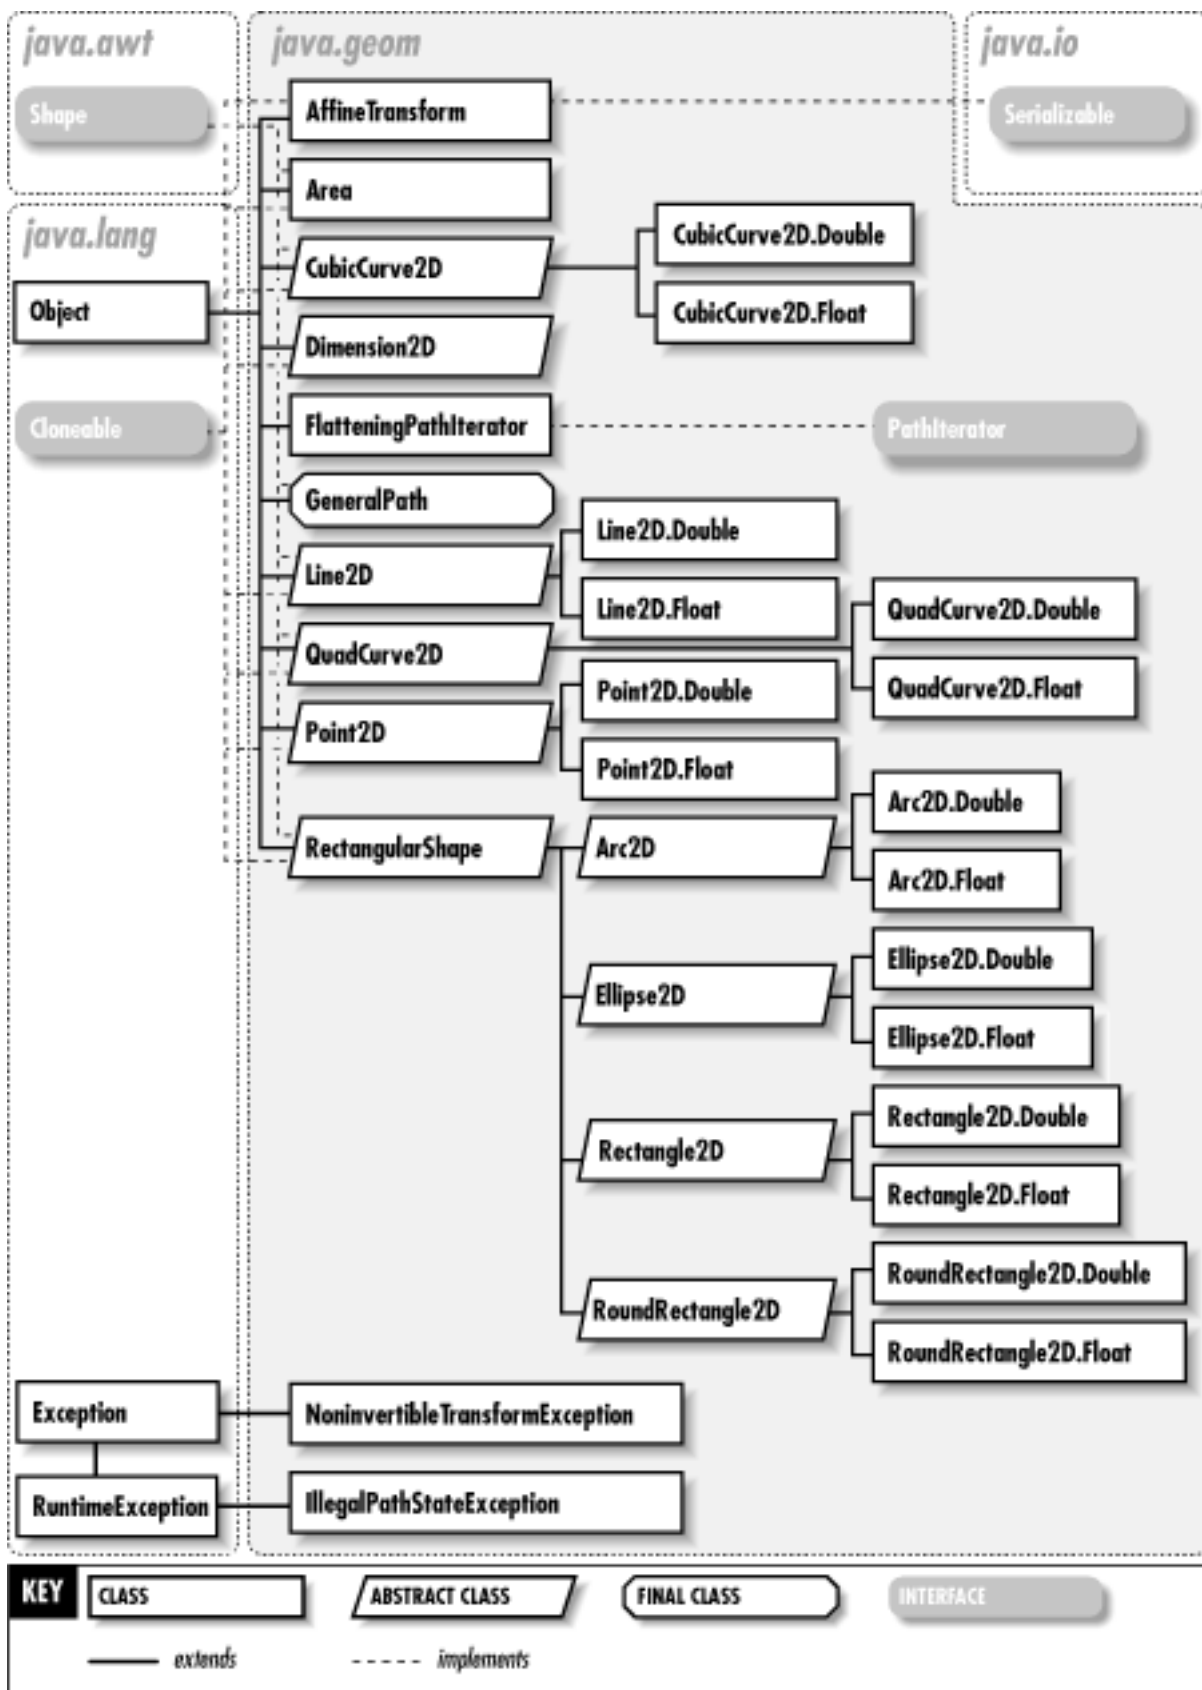 java.awt
java.geom
java.io
Shape
AffineTransform
Serializable
Area
java.lang
CubicCurve2D.Double
CubicCurve2D
Object
CubicCurve2D.Float
Dimension2D
Cloneable
FlatteningPathIterator
PathIterator
GeneralPath
Line2D.Double
Line2D
Line2D.Float
QuadCurve2D.Double
QuadCurve2D
Point2D.Double
QuadCurve2D.Float
Point2D
Point2D.Float
Arc2D.Double
RectangularShape
Arc2D
Arc2D.Float
Ellipse2D.Double
Ellipse2D
Ellipse2D.Float
Rectangle2D.Double
Rectangle2D
Rectangle2D.Float
RoundRectangle2D.Double
RoundRectangle2D
RoundRectangle2D.Float
Exception
NoninvertibleTransformException
RuntimeException
IllegalPathStateException
KEY
CLASS
ABSTRACT CLASS
FINAL CLASS
INTERFACE
extends
implements